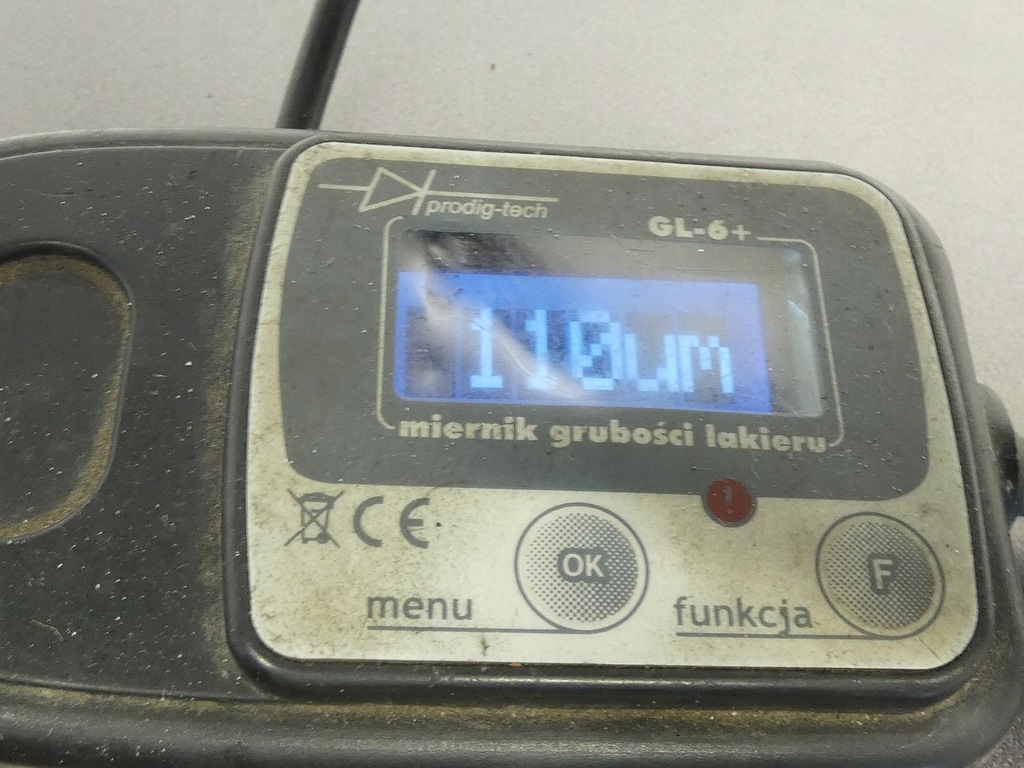 prodig-tech
GL-6+
110um
miernik grubości lakieru
CE
OK
F
menu
funkcja